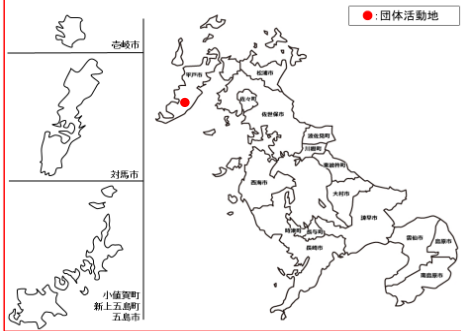 ●:団体活動地
壱岐市
対馬市
小値賀町
新上五島町
五島市
平戸市
松浦市
佐々町
佐世保市
波佐見町
川棚町
東彼杵町
西海市
大村市
時津町
長与町
諫早市
長崎市
雲仙市
島原市
南島原市